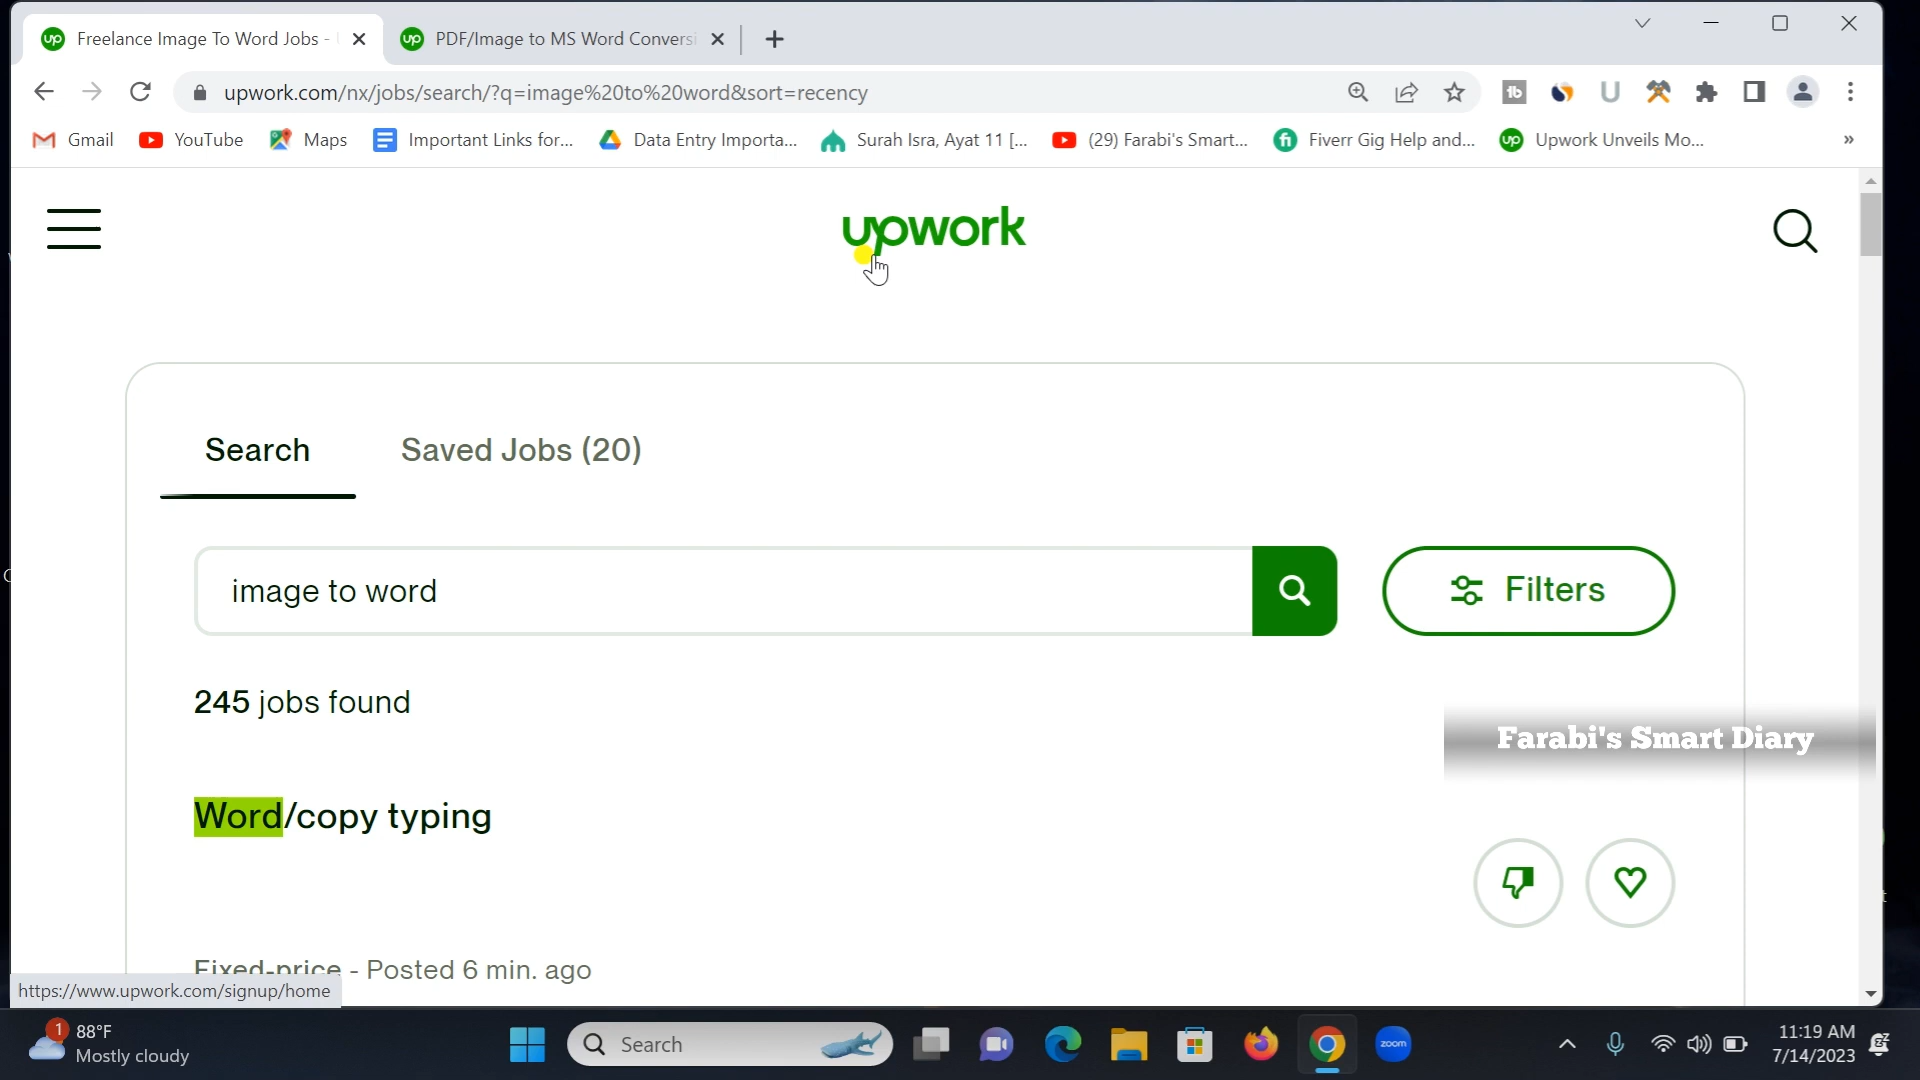 Freelance Image To Word Jobs -
PDF/Image to MS Word Conversi
upwork.com/nx/jobs/search/?q=image%20to%20word&sort=recency
Gmail
YouTube
Maps
Important Links for...
Data Entry Importa...
Surah Isra, Ayat 11 [...
(29) Farabi's Smart...
Fiverr Gig Help and...
Upwork Unveils Mo...
»
upwork
Search
Saved Jobs (20)
image to word
Filters
245 jobs found
Farabi's Smart Diary
Word/copy typing
Fixed-price - Posted 6 min. ago
https://www.upwork.com/signup/home
1
88°F
Mostly cloudy
Search
zoom
11:19 AM
7/14/2023